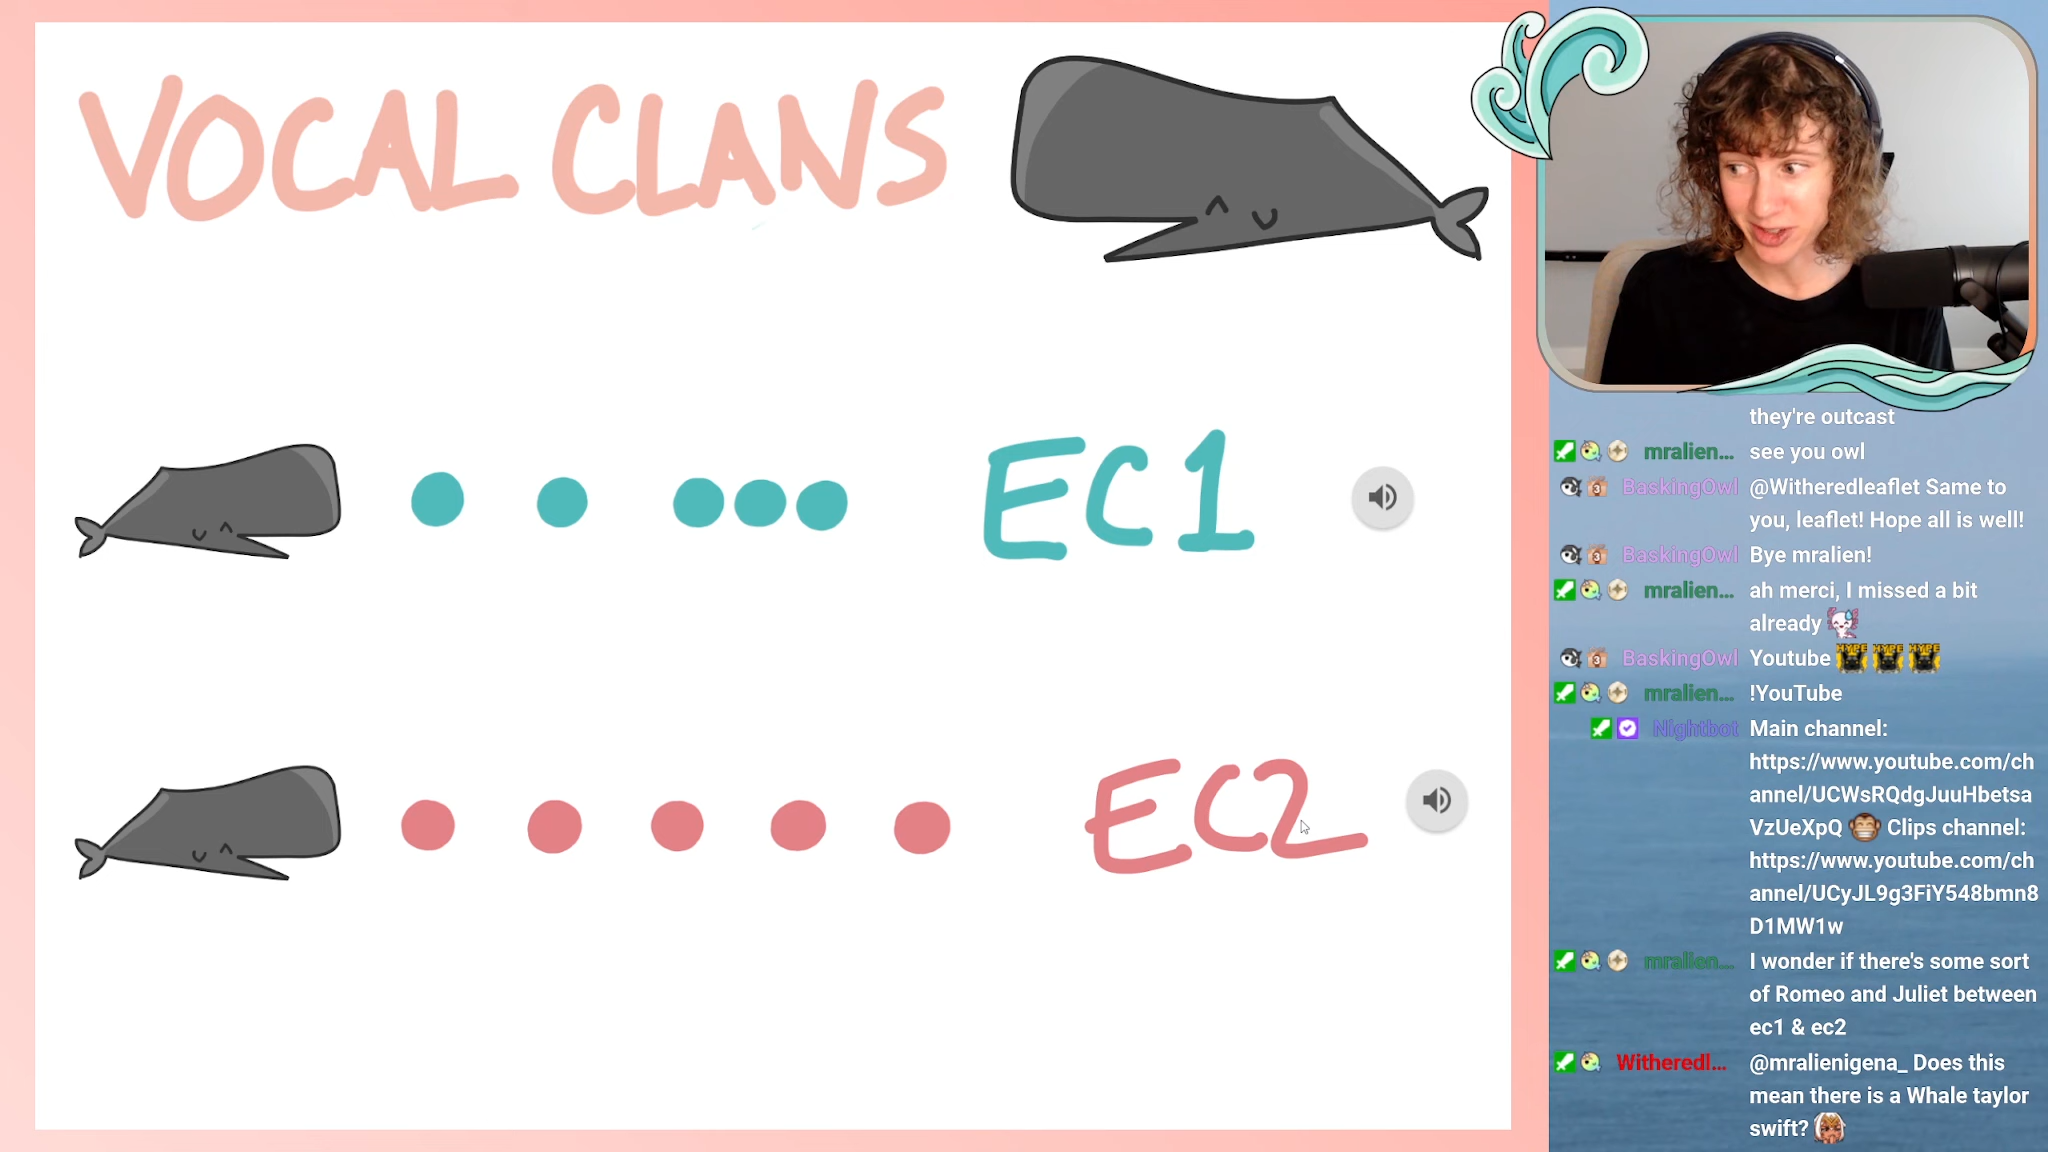 VOCAL CLANS
EC1
EC2
they're outcast
mralien... see you owl
BaskingOwl @Witheredleaflet Same to
you, leaflet! Hope all is well!
BaskingOwl Bye mralien!
mralien... ah merci, I missed a bit
already
BaskingOwl Youtube HYPE HYPE HYPE
mralien... !YouTube
Nightbot Main channel:
https://www.youtube.com/ch
annel/UCWsRQdgJuuHbetsa
VzUeXpQ Clips channel:
https://www.youtube.com/ch
annel/UCyJL9g3FiY548bmn8
D1MW1w
mralien... I wonder if there's some sort
of Romeo and Juliet between
ec1 & ec2
Witheredl... @mralienigena_ Does this
mean there is a Whale taylor
swift?